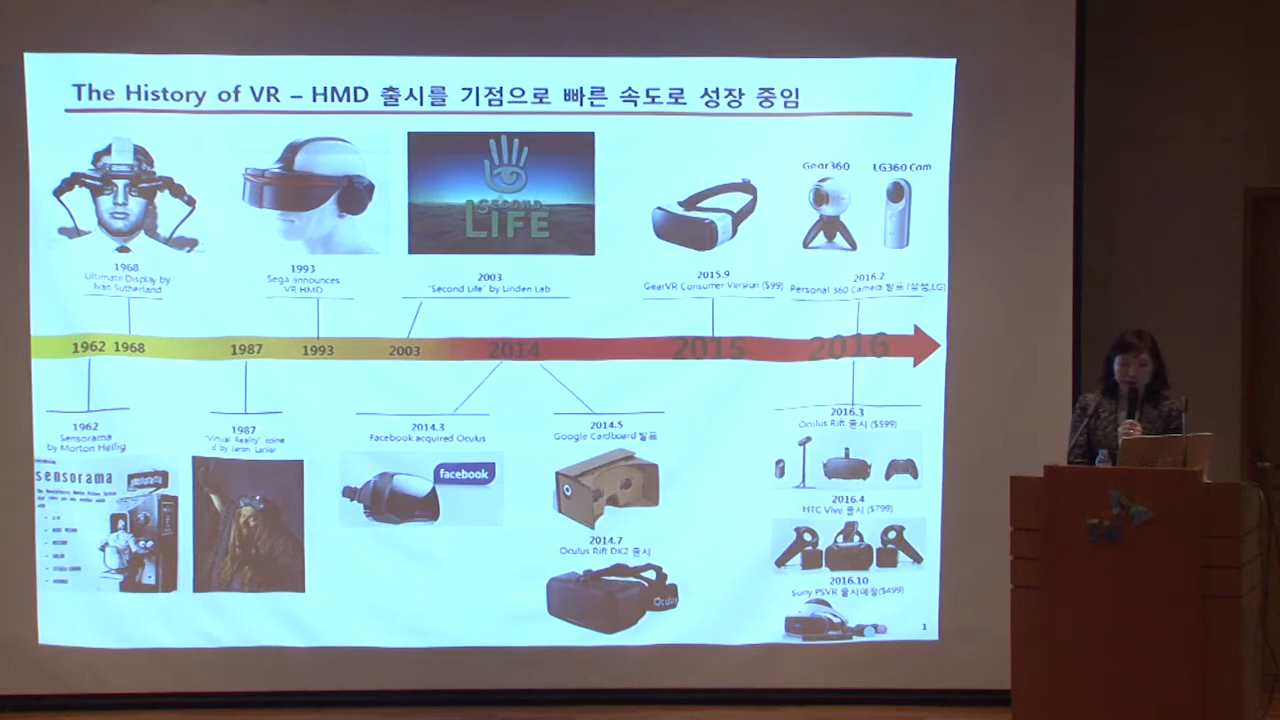 The History of VR – HMD 출시를 기점으로 빠른 속도로 성장 중임
Gear360
LG360 Cam
SECOND
LIFE
1968
Ultimate Display by
Ivan Sutherland
1993
Sega announces
VR HMD
2003
"Second Life" by Linden Lab
2015.9
GearVR Consumer Version ($99)
2016.2
Personal 360 Camera 발표 (삼성,LG)
1962 1968 1987 1993 2003 2014 2015 2016
1962
Sensorama
by Morton Heilig
1987
'Virtual Reality' coine
d by Jaron Lanier
2014.3
Facebook acquired Oculus
2014.5
Google Cardboard 발표
2016.3
Oculus Rift 출시 ($599)
sensorama
facebook
2016.4
HTC Vive 출시 ($799)
2014.7
Oculus Rift DK2 출시
Oculus
2016.10
Sony PSVR 출시예정($499)
1